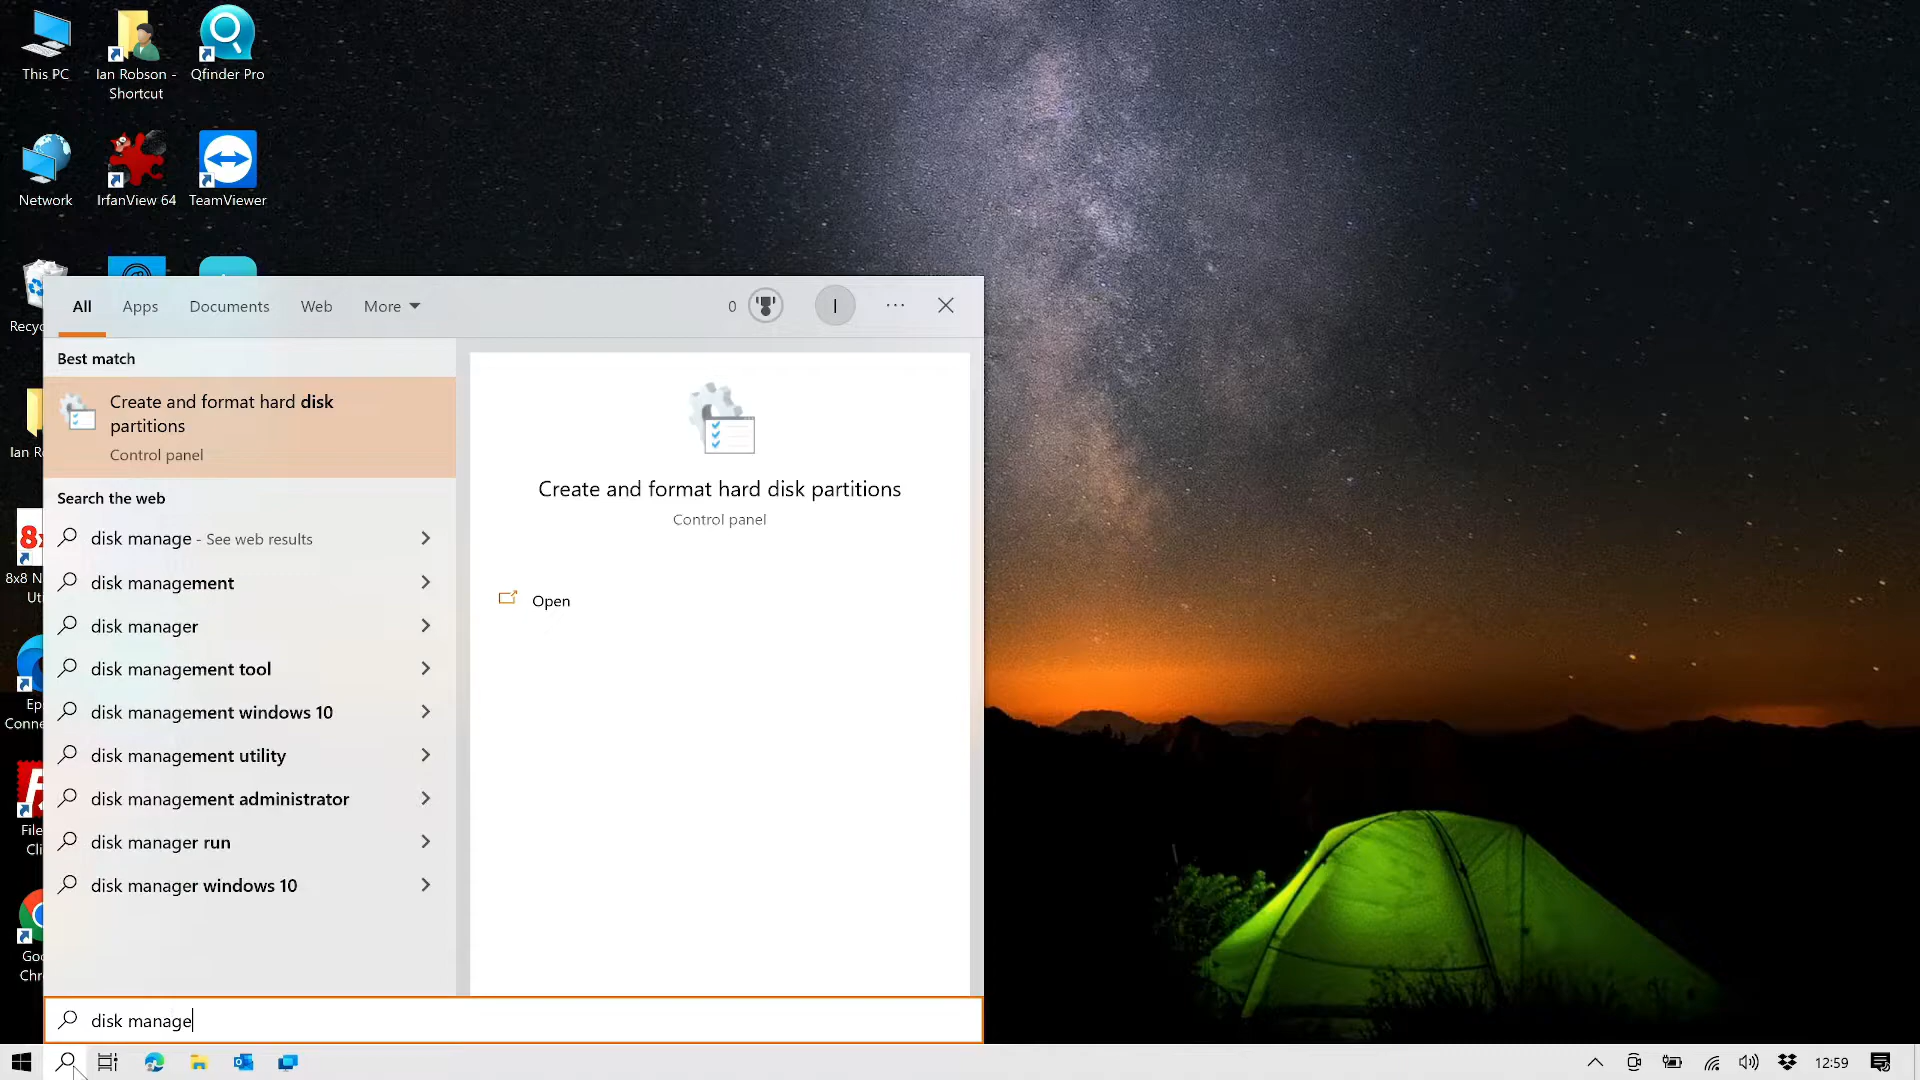 This PC
Ian Robson -
Shortcut
Qfinder Pro
Network
IrfanView 64
TeamViewer
Recyc
Ian R
8x
8x8 N
Uti
Ep
Conne
File
Cli
Goo
Chr
All Apps Documents Web More 0 I ...
Best match
Create and format hard disk
partitions
Control panel
Search the web
disk manage - See web results
disk management
disk manager
disk management tool
disk management windows 10
disk management utility
disk management administrator
disk manager run
disk manager windows 10
Create and format hard disk partitions
Control panel
Open
disk manage
12:59